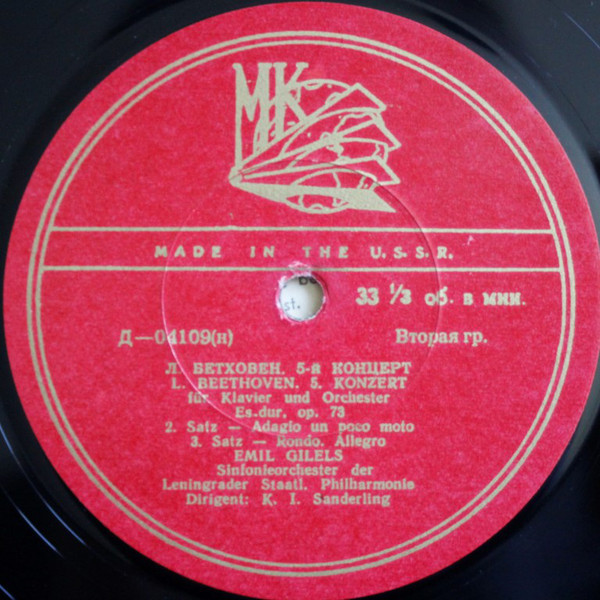 MK
MADE IN THE U.S.S.R.
33 1/3 об. в мин.
Д—04109(н) Вторая гр.
Л. БЕТХОВЕН. 5-й КОНЦЕРТ
L. BEETHOVEN. 5. KONZERT
für Klavier und Orchester
Es.dur, op. 73
2. Satz — Adagio un poco moto
3. Satz — Rondo. Allegro
EMIL GILELS
Sinfonieorchester der
Leningrader Staatl. Philharmonie
Dirigent: K. I. Sanderling